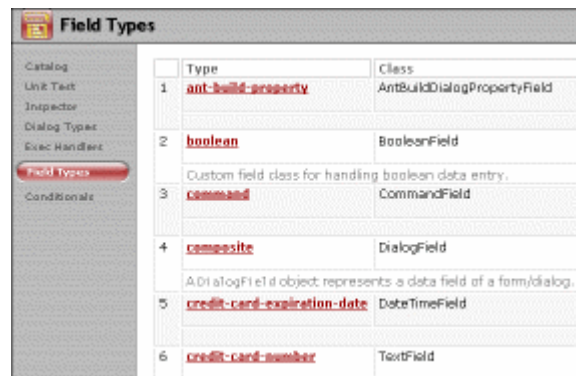 Field Types
Catalog
Unit Test
Inspector
Dialog Types
Exec Handlers
Field Types
Conditionals
Type Class
1 ant-build-property AntBuildDialogPropertyField
2 boolean BooleanField
Custom field class for handling boolean data entry.
3 command CommandField
4 composite DialogField
A DialogField object represents a data field of a form/dialog.
5 credit-card-expiration-date DateTimeField
6 credit-card-number TextField